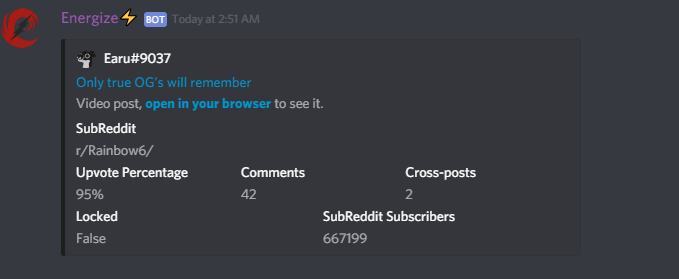 Energize⚡ BOT Today at 2:51 AM
Earu#9037
Only true OG's will remember
Video post, open in your browser to see it.
SubReddit
r/Rainbow6/
Upvote Percentage Comments Cross-posts
95% 42 2
Locked SubReddit Subscribers
False 667199